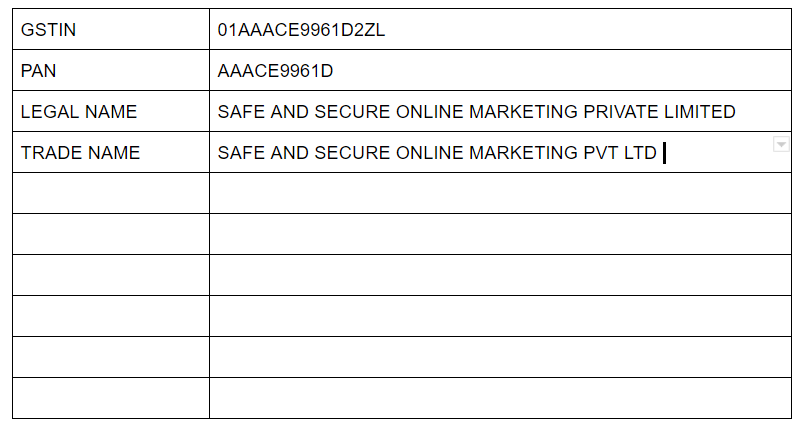 GSTIN 01AAACE9961D2ZL
PAN AAACE9961D
LEGAL NAME SAFE AND SECURE ONLINE MARKETING PRIVATE LIMITED
TRADE NAME SAFE AND SECURE ONLINE MARKETING PVT LTD